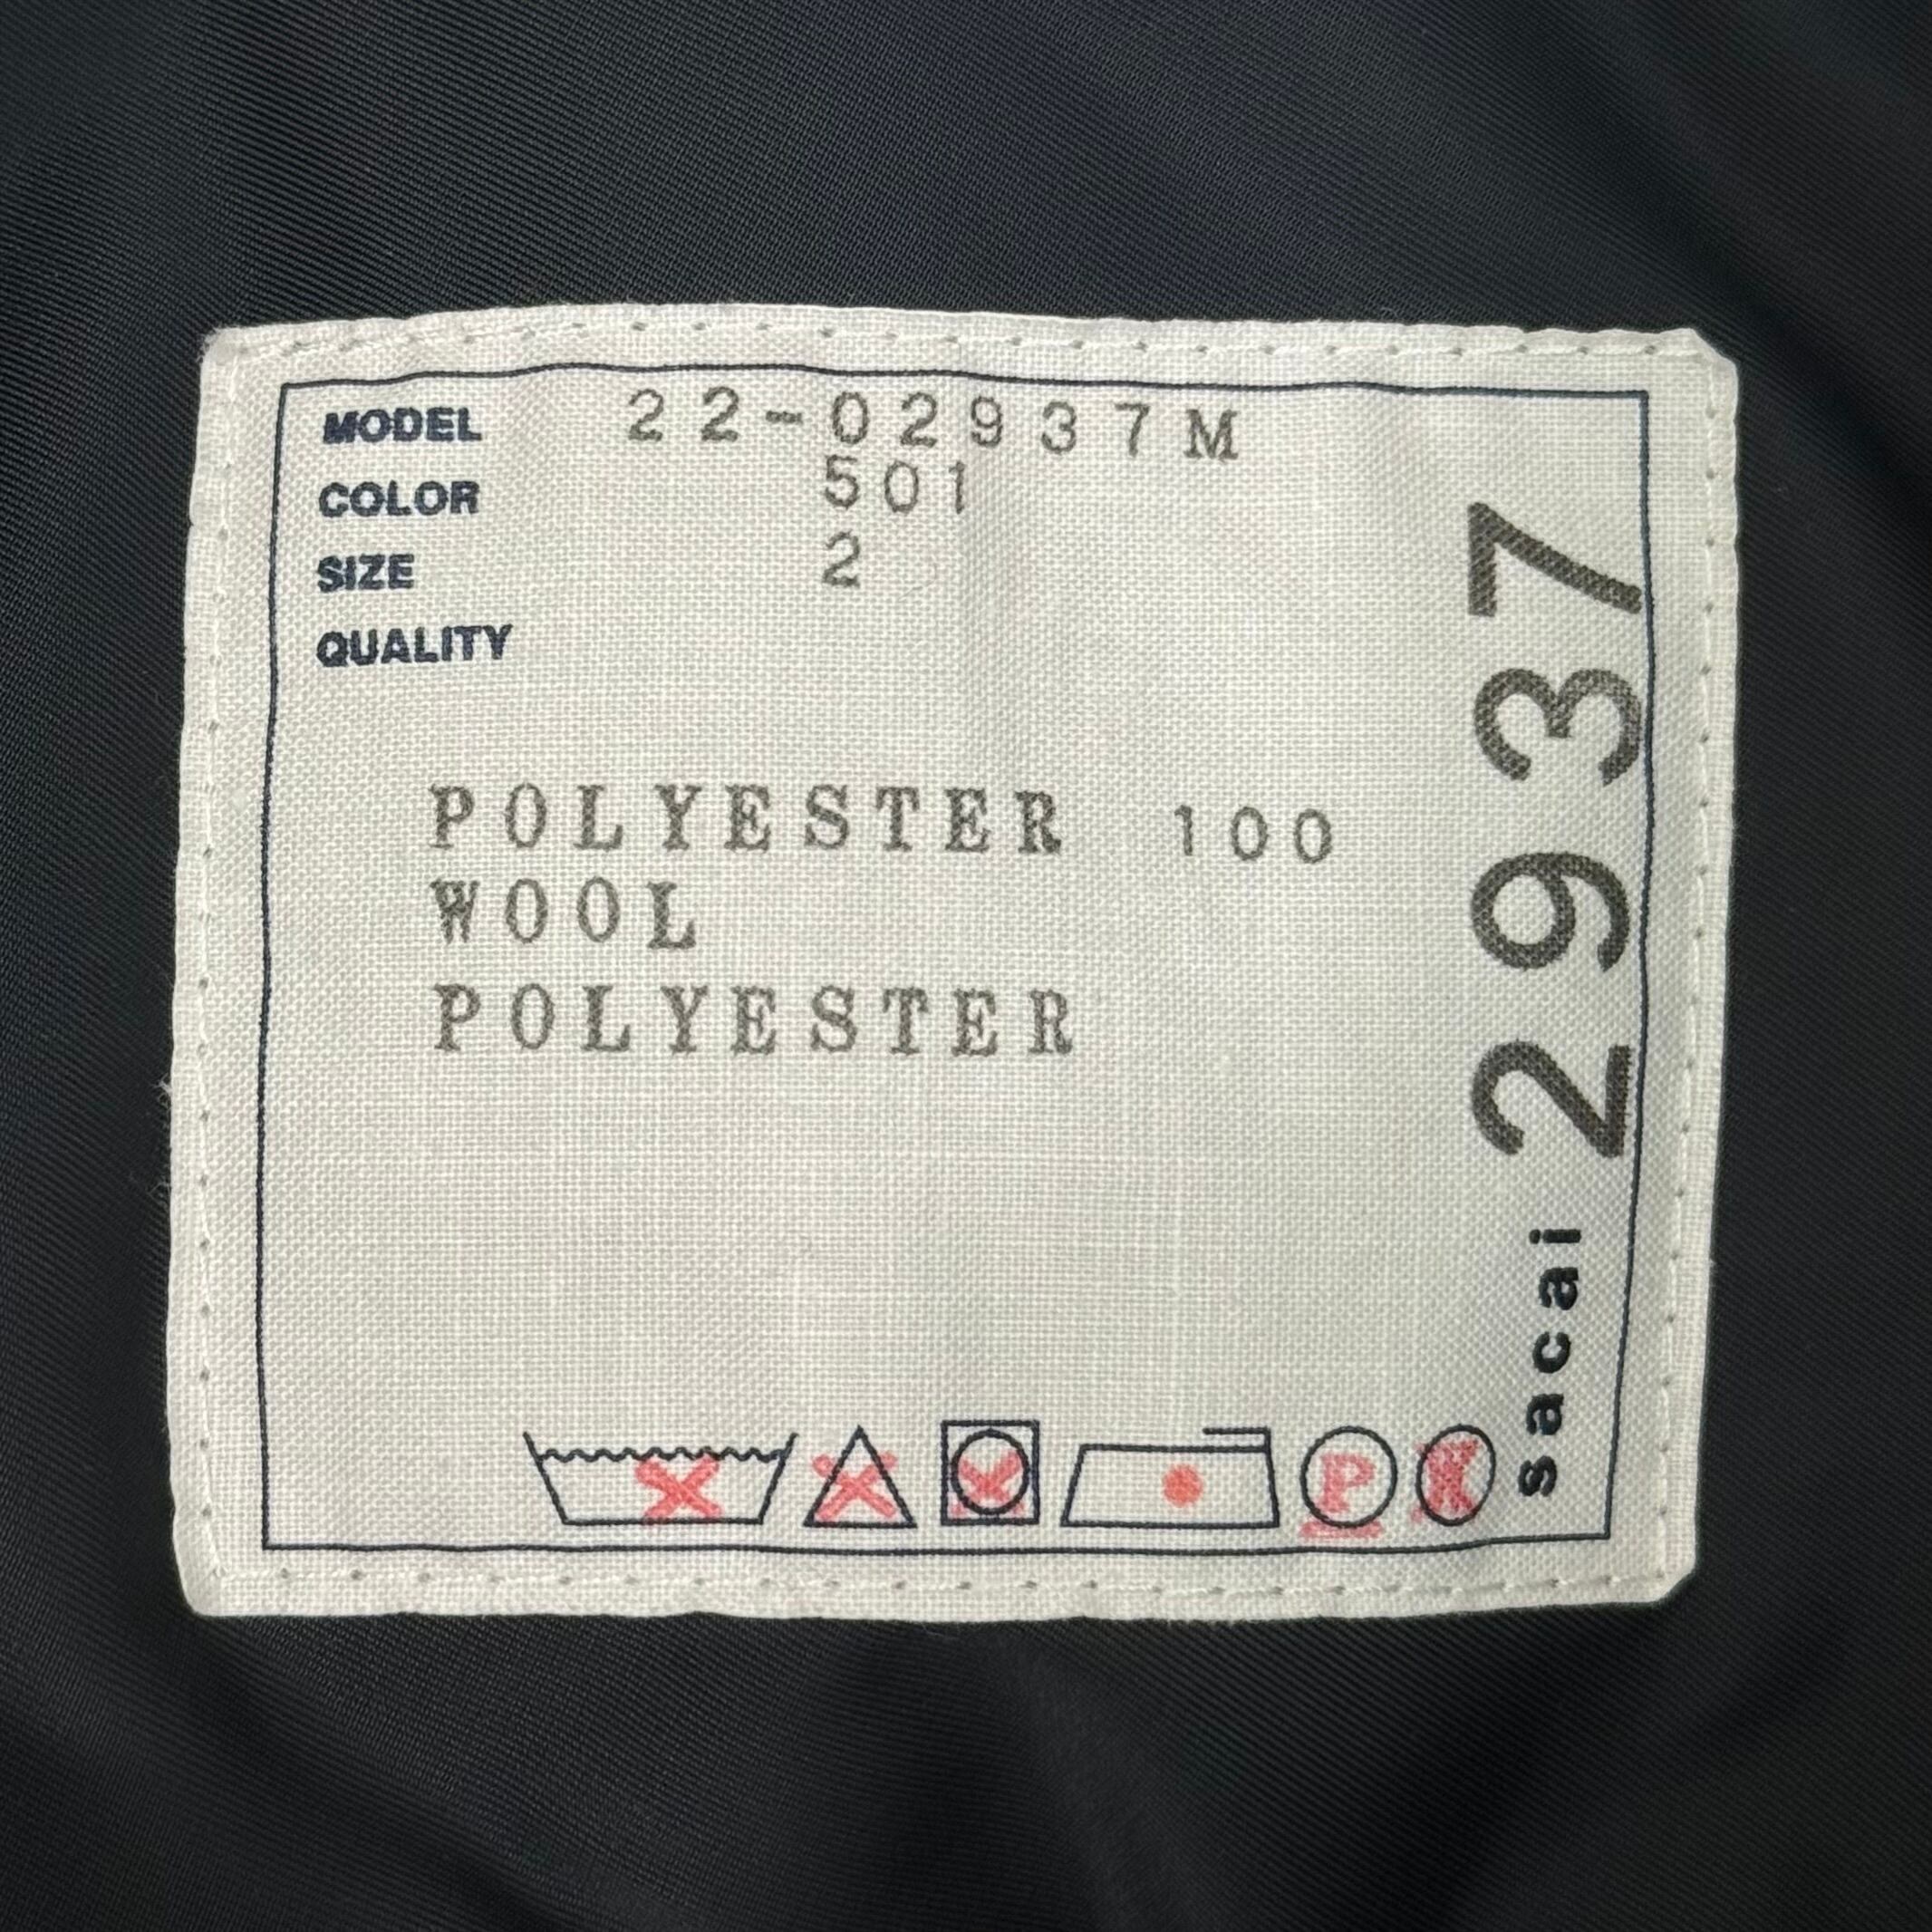 MODEL 22-02937M
COLOR 501
SIZE 2
QUALITY
POLYESTER 100
WOOL
POLYESTER
sacai 2937
P